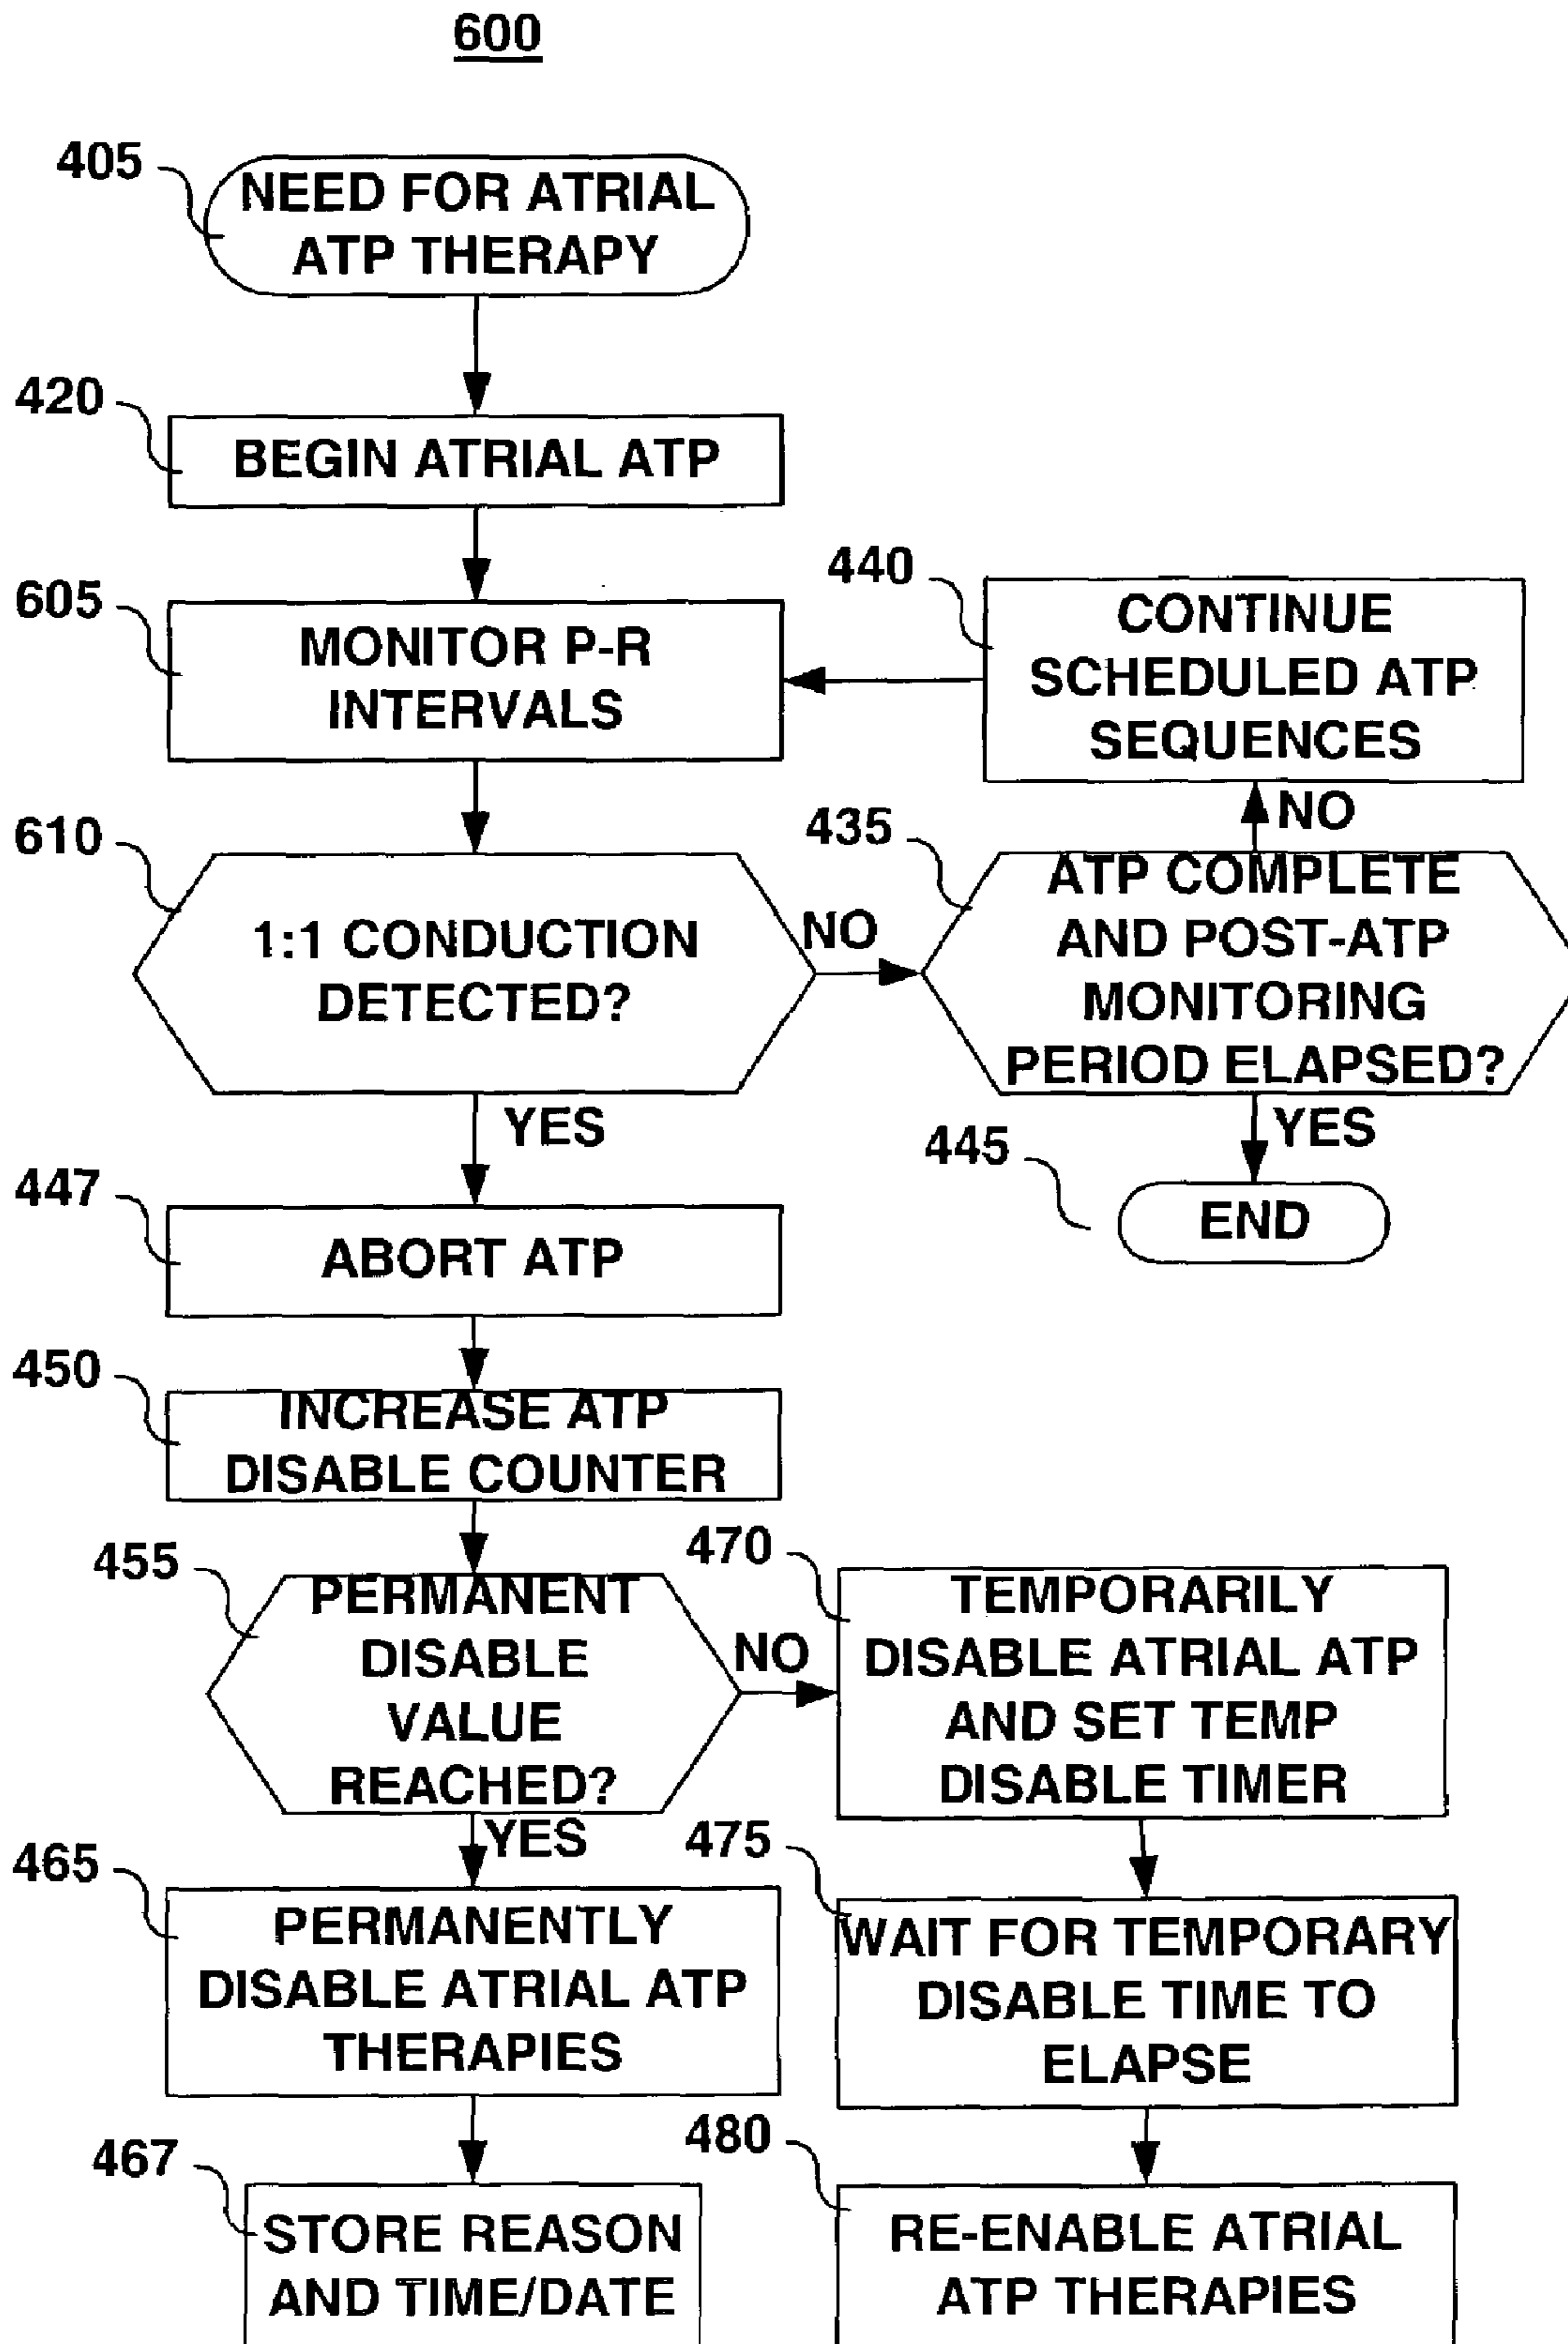 600
405
NEED FOR ATRIAL
ATP THERAPY
420
BEGIN ATRIAL ATP
605
MONITOR P-R
INTERVALS
440
CONTINUE
SCHEDULED ATP
SEQUENCES
610
1:1 CONDUCTION
DETECTED?
NO
435
NO
ATP COMPLETE
AND POST-ATP
MONITORING
PERIOD ELAPSED?
YES
YES
445
END
447
ABORT ATP
450
INCREASE ATP
DISABLE COUNTER
455
PERMANENT
DISABLE
VALUE
REACHED?
NO
470
TEMPORARILY
DISABLE ATRIAL ATP
AND SET TEMP
DISABLE TIMER
YES
465
PERMANENTLY
DISABLE ATRIAL ATP
THERAPIES
475
WAIT FOR TEMPORARY
DISABLE TIME TO
ELAPSE
467
STORE REASON
AND TIME/DATE
480
RE-ENABLE ATRIAL
ATP THERAPIES